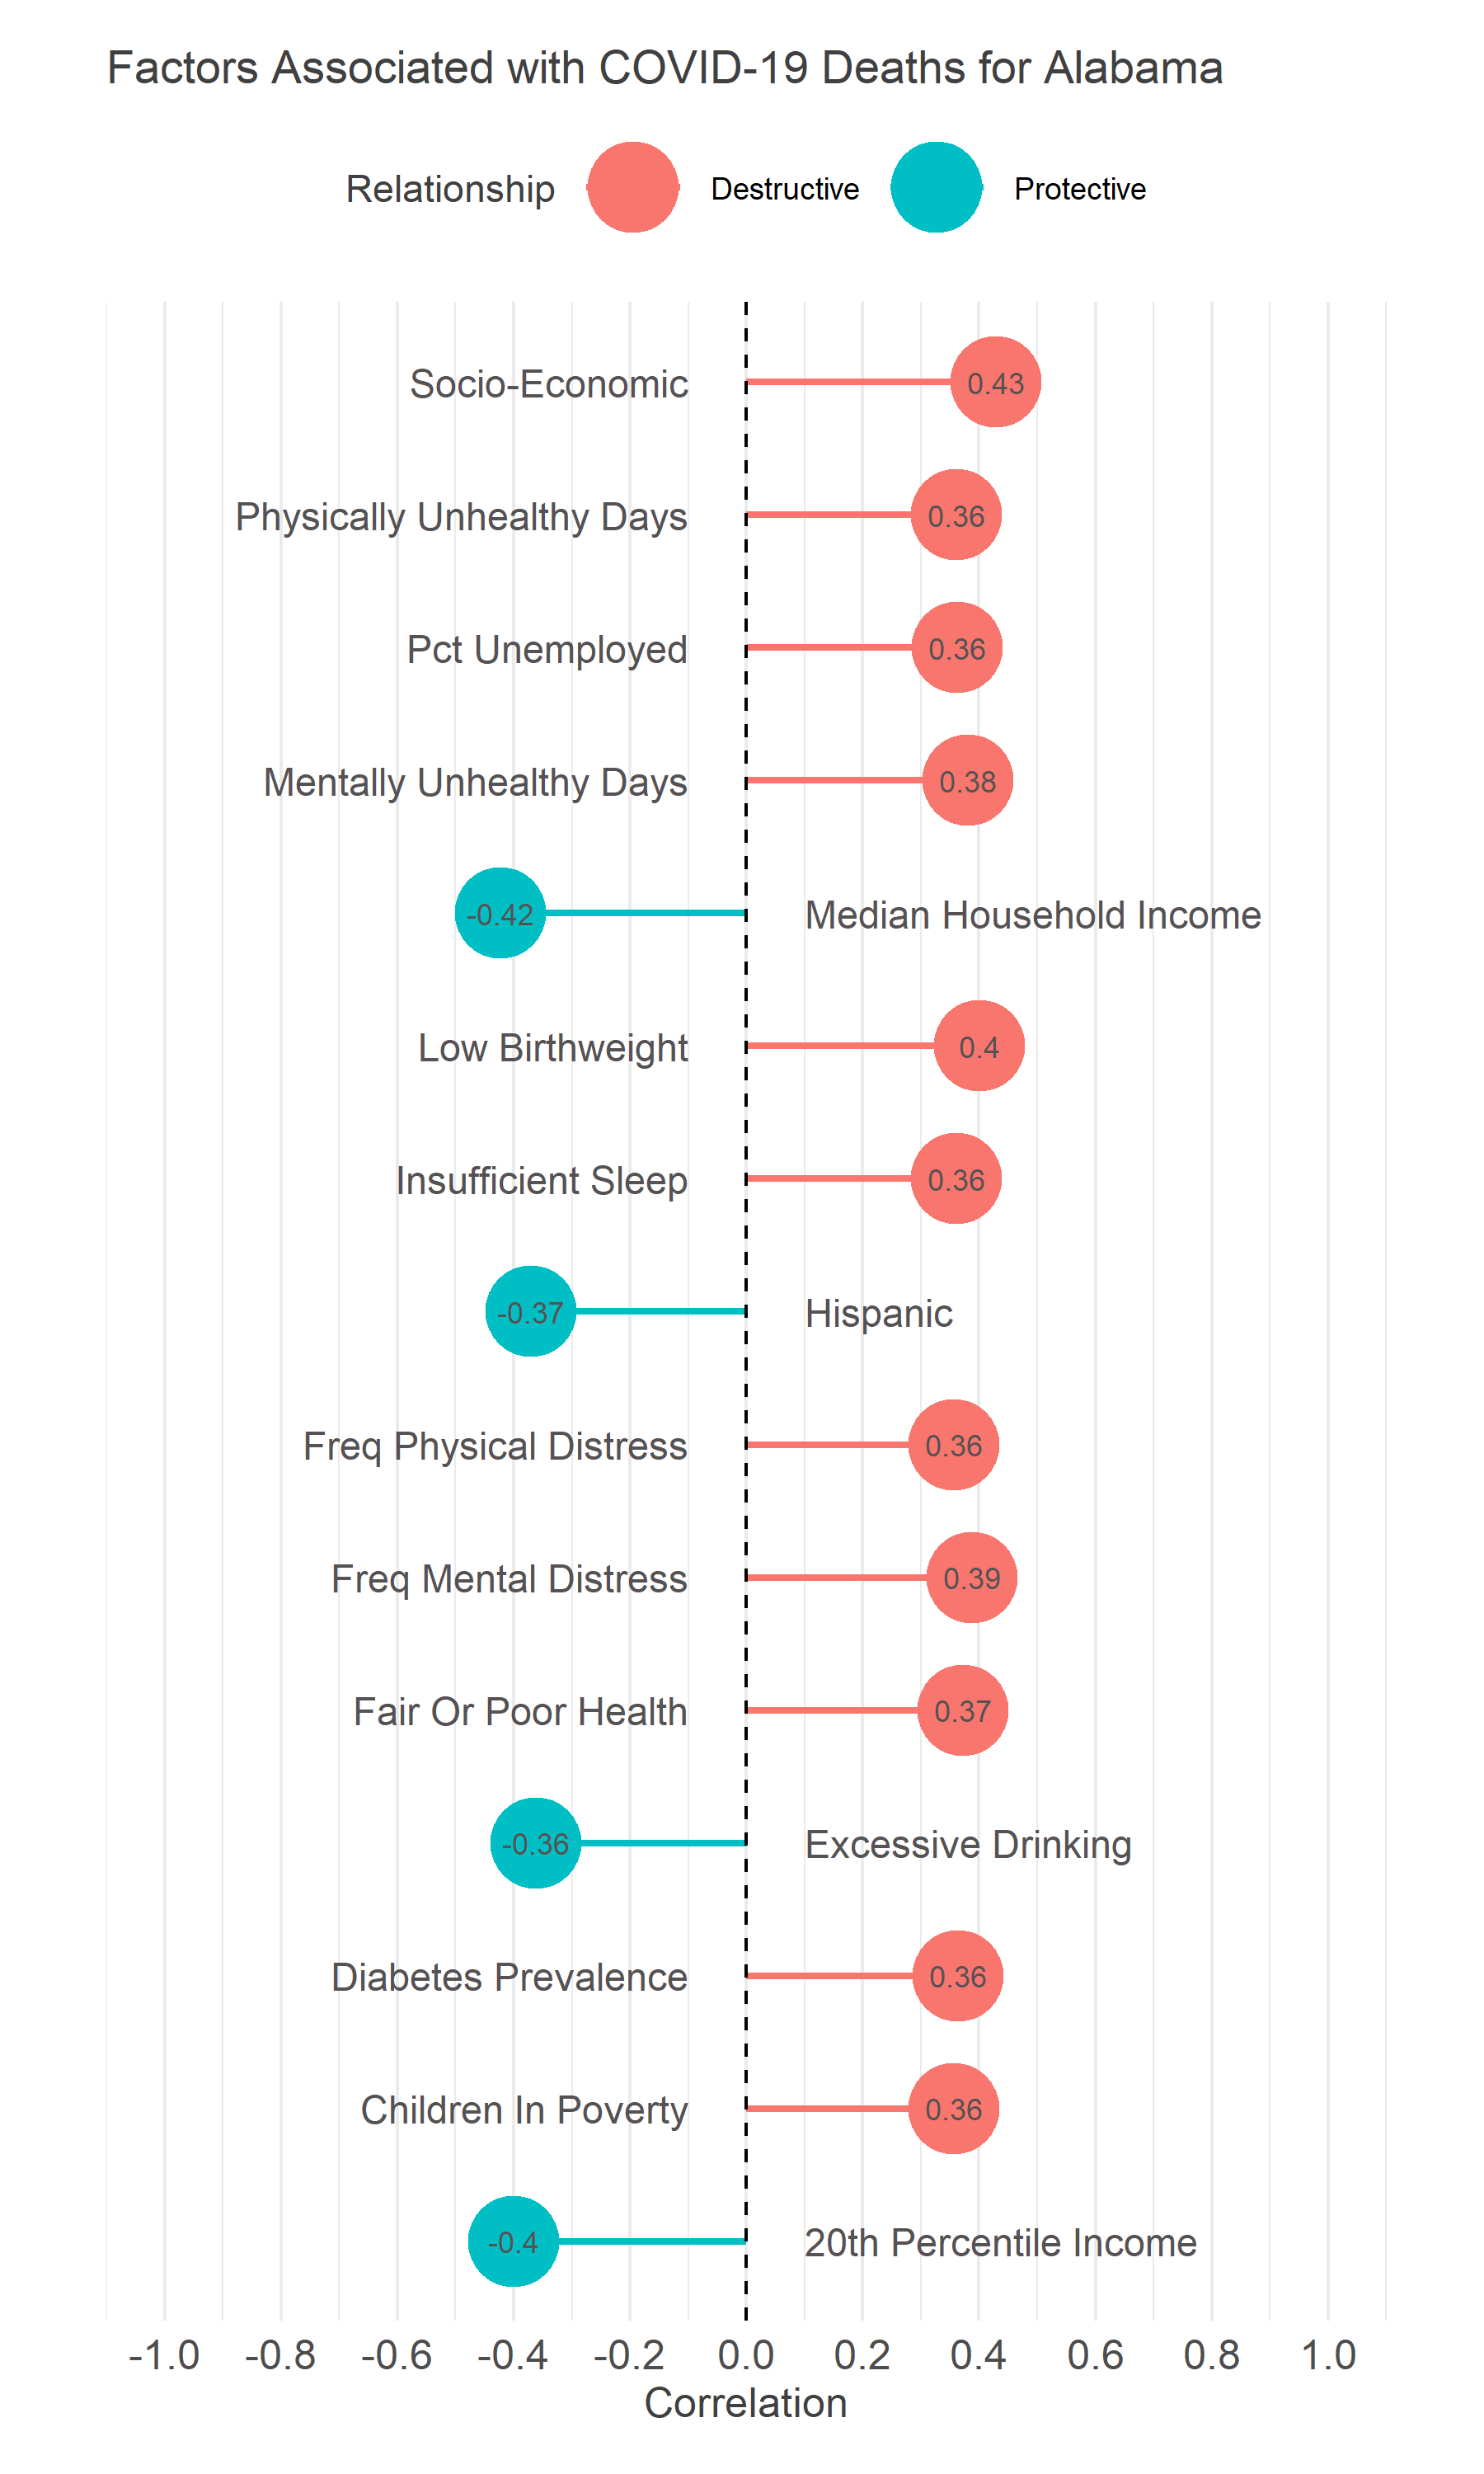 Factors Associated with COVID-19 Deaths for Alabama
Relationship Destructive Protective
Socio-Economic 0.43
Physically Unhealthy Days 0.36
Pct Unemployed 0.36
Mentally Unhealthy Days 0.38
-0.42 Median Household Income
Low Birthweight 0.4
Insufficient Sleep 0.36
-0.37 Hispanic
Freq Physical Distress 0.36
Freq Mental Distress 0.39
Fair Or Poor Health 0.37
-0.36 Excessive Drinking
Diabetes Prevalence 0.36
Children In Poverty 0.36
-0.4 20th Percentile Income
-1.0 -0.8 -0.6 -0.4 -0.2 0.0 0.2 0.4 0.6 0.8 1.0
Correlation